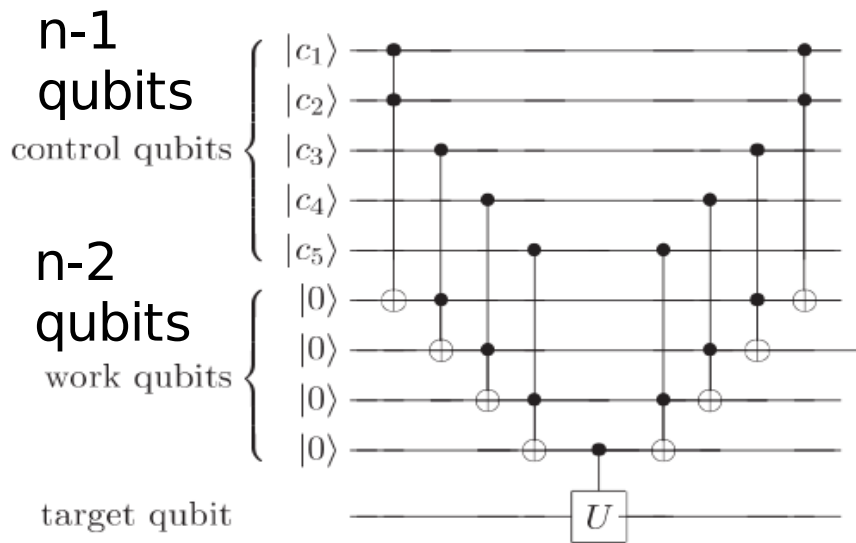 n-1
qubits
control qubits
n-2
qubits
work qubits
target qubit
|c₁⟩
|c₂⟩
|c₃⟩
|c₄⟩
|c₅⟩
|0⟩
|0⟩
|0⟩
|0⟩
U